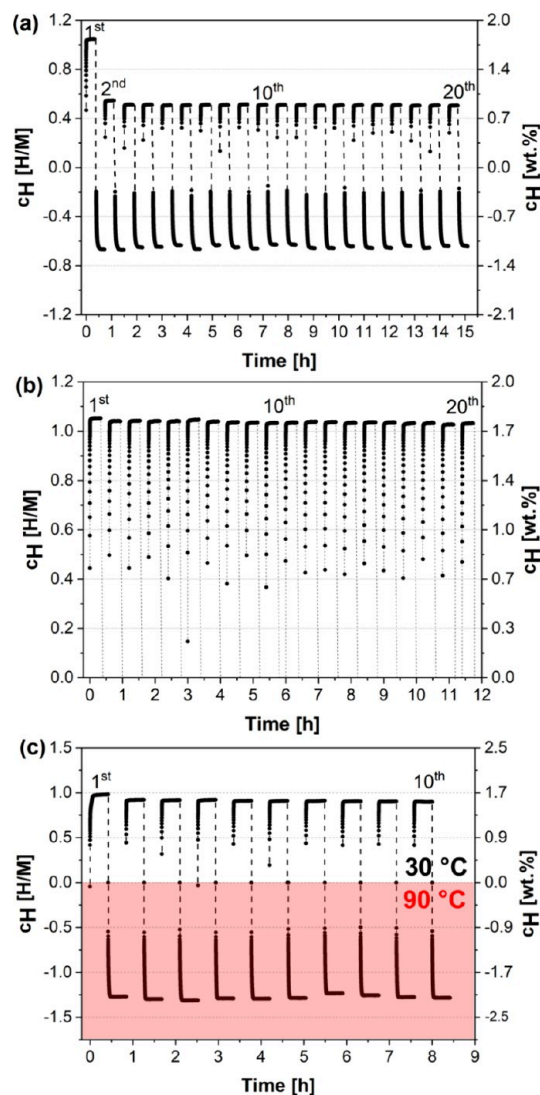 (a)
1st
2nd
10th
20th
1.2
0.8
0.4
0.0
-0.4
-0.8
-1.2
cH [H/M]
2.1
1.4
0.7
0.0
-0.7
-1.4
-2.1
cH [wt.%]
0 1 2 3 4 5 6 7 8 9 10 11 12 13 14 15
Time [h]
(b)
1st
10th
20th
1.2
1.0
0.8
0.6
0.4
0.2
0.0
cH [H/M]
2.0
1.7
1.4
1.0
0.7
0.3
0.0
cH [wt.%]
0 1 2 3 4 5 6 7 8 9 10 11 12
Time [h]
(c)
1st
10th
30 °C
90 °C
1.5
1.0
0.5
0.0
-0.5
-1.0
-1.5
cH [H/M]
2.5
1.7
0.9
0.0
-0.9
-1.7
-2.5
cH [wt.%]
0 1 2 3 4 5 6 7 8 9
Time [h]